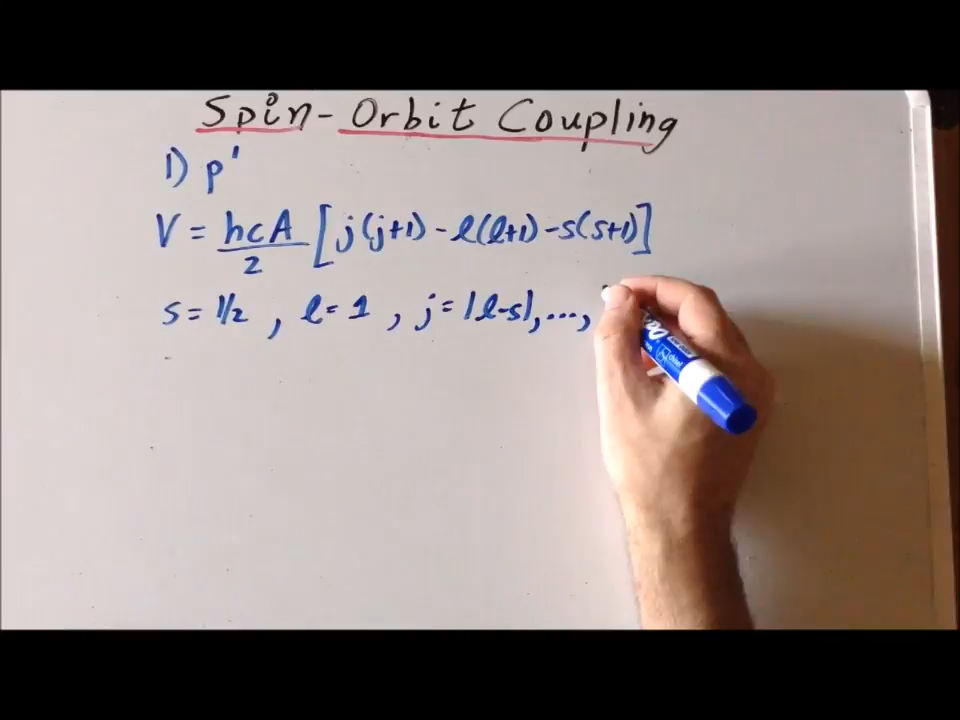 Spin-Orbit Coupling
1) p¹
V = hcA/2 [j(j+1) - l(l+1) - s(s+1)]
s = 1/2 , l = 1 , j = |l-s|, ...,